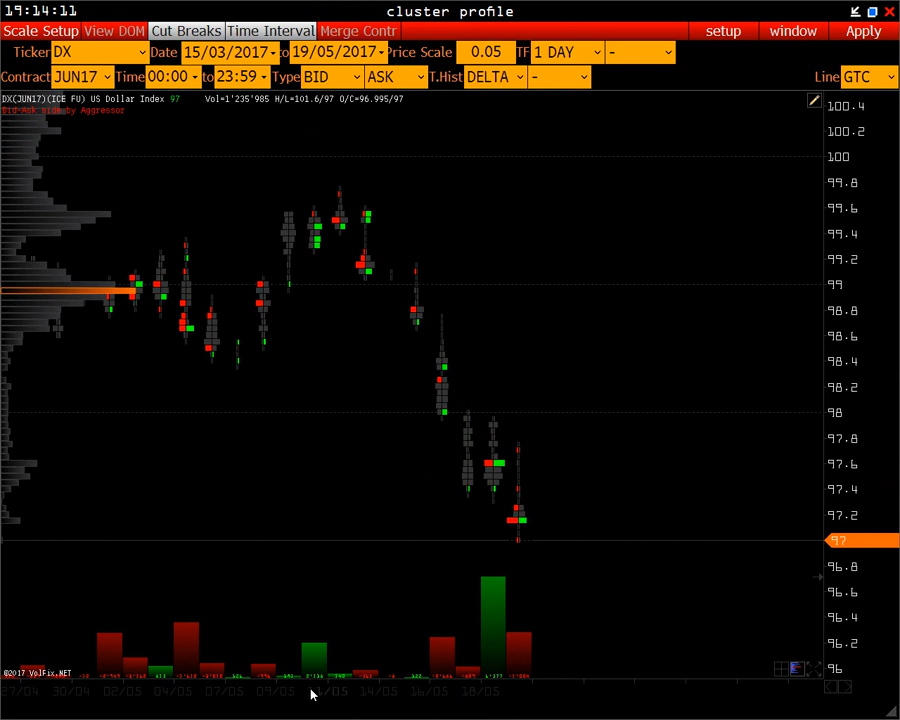 19:14:11 cluster profile
Scale Setup View DOM Cut Breaks Time Interval Merge Contr setup window Apply
Ticker DX Date 15/03/2017 to 19/05/2017 Price Scale 0.05 TF 1 DAY -
Contract JUN17 Time 00:00 to 23:59 Type BID ASK T.Hist DELTA - Line GTC
DX(JUN17)(ICE FU) US Dollar Index 97 Vol=1'235'985 H/L=101.6/97 O/C=96.995/97
Bid-Ask side by Aggressor
100.4
100.2
100
99.8
99.6
99.4
99.2
99
98.8
98.6
98.4
98.2
98
97.8
97.6
97.4
97.2
97
96.8
96.6
96.4
96.2
96
©2017 VolFix.NET
27/04 30/04 02/05 04/05 07/05 09/05 11/05 14/05 16/05 18/05